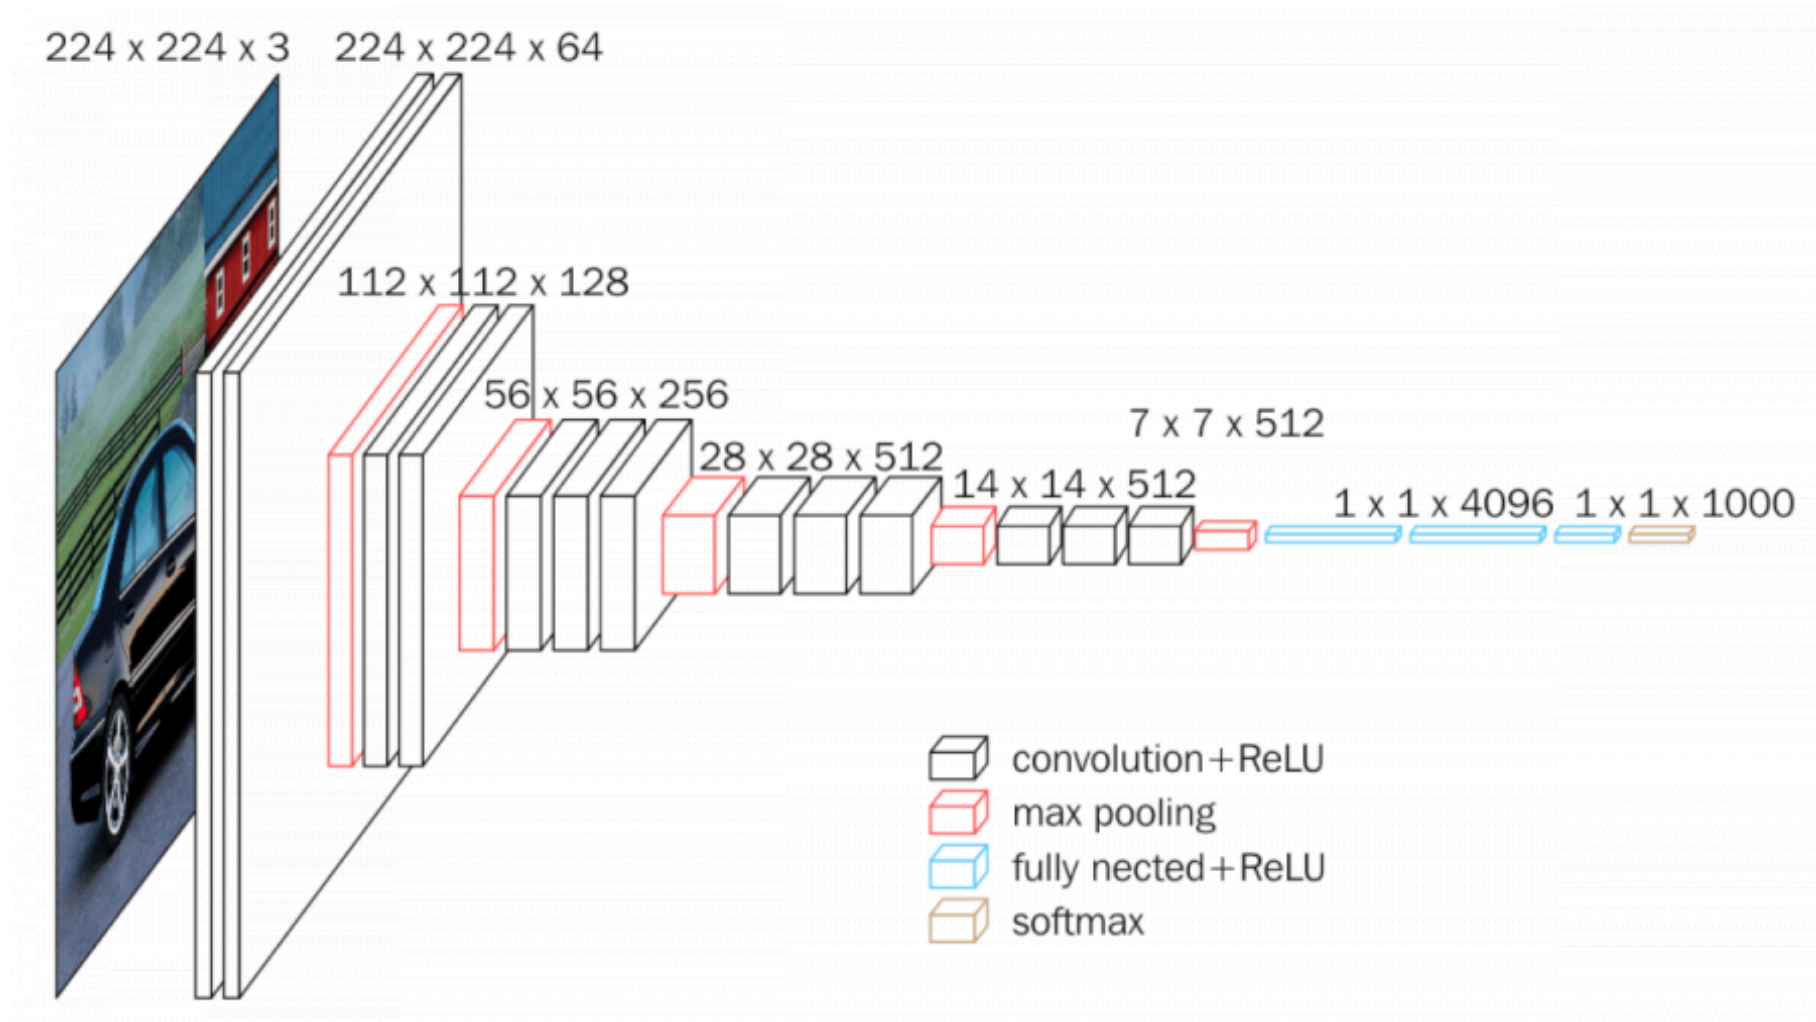 224 x 224 x 3
224 x 224 x 64
112 x 112 x 128
56 x 56 x 256
28 x 28 x 512
14 x 14 x 512
7 x 7 x 512
1 x 1 x 4096
1 x 1 x 1000
convolution+ReLU
max pooling
fully nected+ReLU
softmax